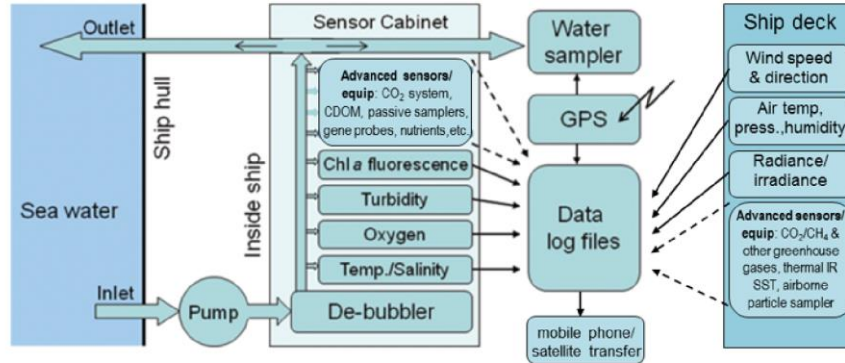 Outlet
Sea water
Inlet
Ship hull
Inside ship
Pump
Sensor Cabinet
Advanced sensors/
equip: CO₂ system,
CDOM, passive samplers,
gene probes, nutrients,etc.
Chl a fluorescence
Turbidity
Oxygen
Temp./Salinity
De-bubbler
Water
sampler
GPS
Data
log files
mobile phone/
satellite transfer
Ship deck
Wind speed
& direction
Air temp,
press.,humidity
Radiance/
irradiance
Advanced sensors/
equip: CO₂/CH₄ &
other greenhouse
gases, thermal IR
SST, airborne
particle sampler